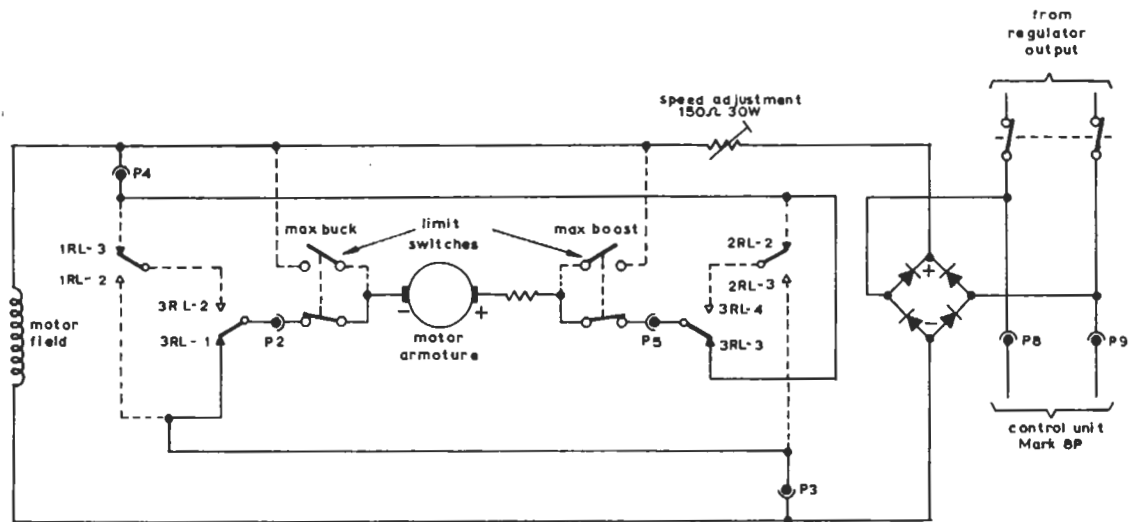 from
regulator
output
speed adjustment
150Ω 30W
P4
max buck
limit
switches
max boost
1RL-3
1RL-2
2RL-2
2RL-3
3RL-2
3RL-4
motor
field
3RL-1
P2
-
+
motor
armoture
P5
3RL-3
+
-
P8
P9
control unit
Mark 8P
P3